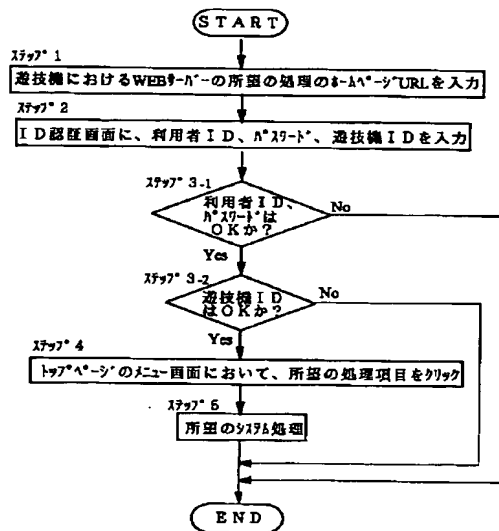 START
ステップ1
遊技機におけるWEBサーバーの所望の処理のホームページURLを入力
ステップ2
ID認証画面に、利用者ID、パスワード、遊技機IDを入力
ステップ3-1
利用者ID、
パスワードは
OKか?
No
Yes
ステップ3-2
遊技機ID
はOKか?
No
Yes
ステップ4
トップページのメニュー画面において、所望の処理項目をクリック
ステップ5
所望のシステム処理
END